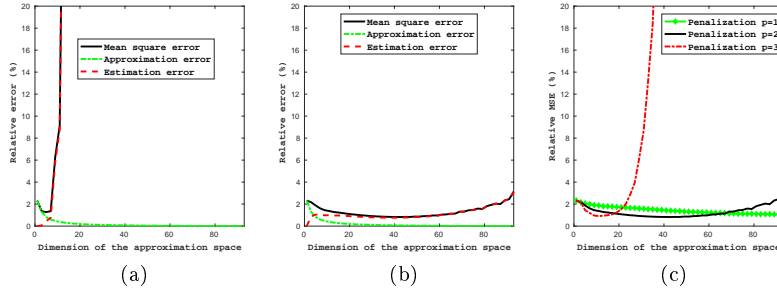 Relative error (%)
20
18
16
14
12
10
8
6
4
2
0
Mean square error
Approximation error
Estimation error
0 20 40 60 80
Dimension of the approximation space
(a)
Relative error (%)
20
18
16
14
12
10
8
6
4
2
0
Mean square error
Approximation error
Estimation error
0 20 40 60 80
Dimension of the approximation space
(b)
Relative MSE (%)
20
18
16
14
12
10
8
6
4
2
0
Penalization p=1
Penalization p=2
Penalization p=3
0 20 40 60 80
Dimension of the approximation space
(c)